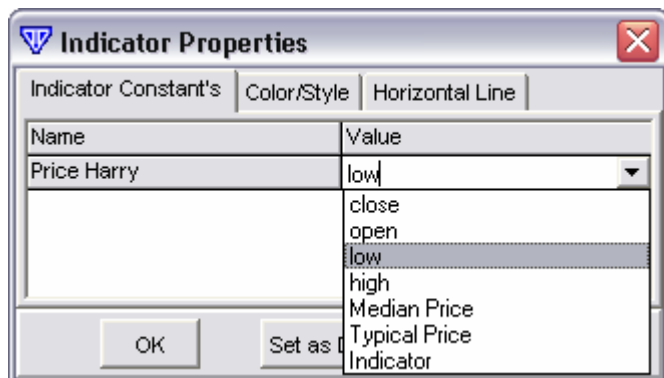 Indicator Properties
Indicator Constant's Color/Style Horizontal Line
Name Value
Price Harry low
close
open
low
high
Median Price
Typical Price
Indicator
OK Set as